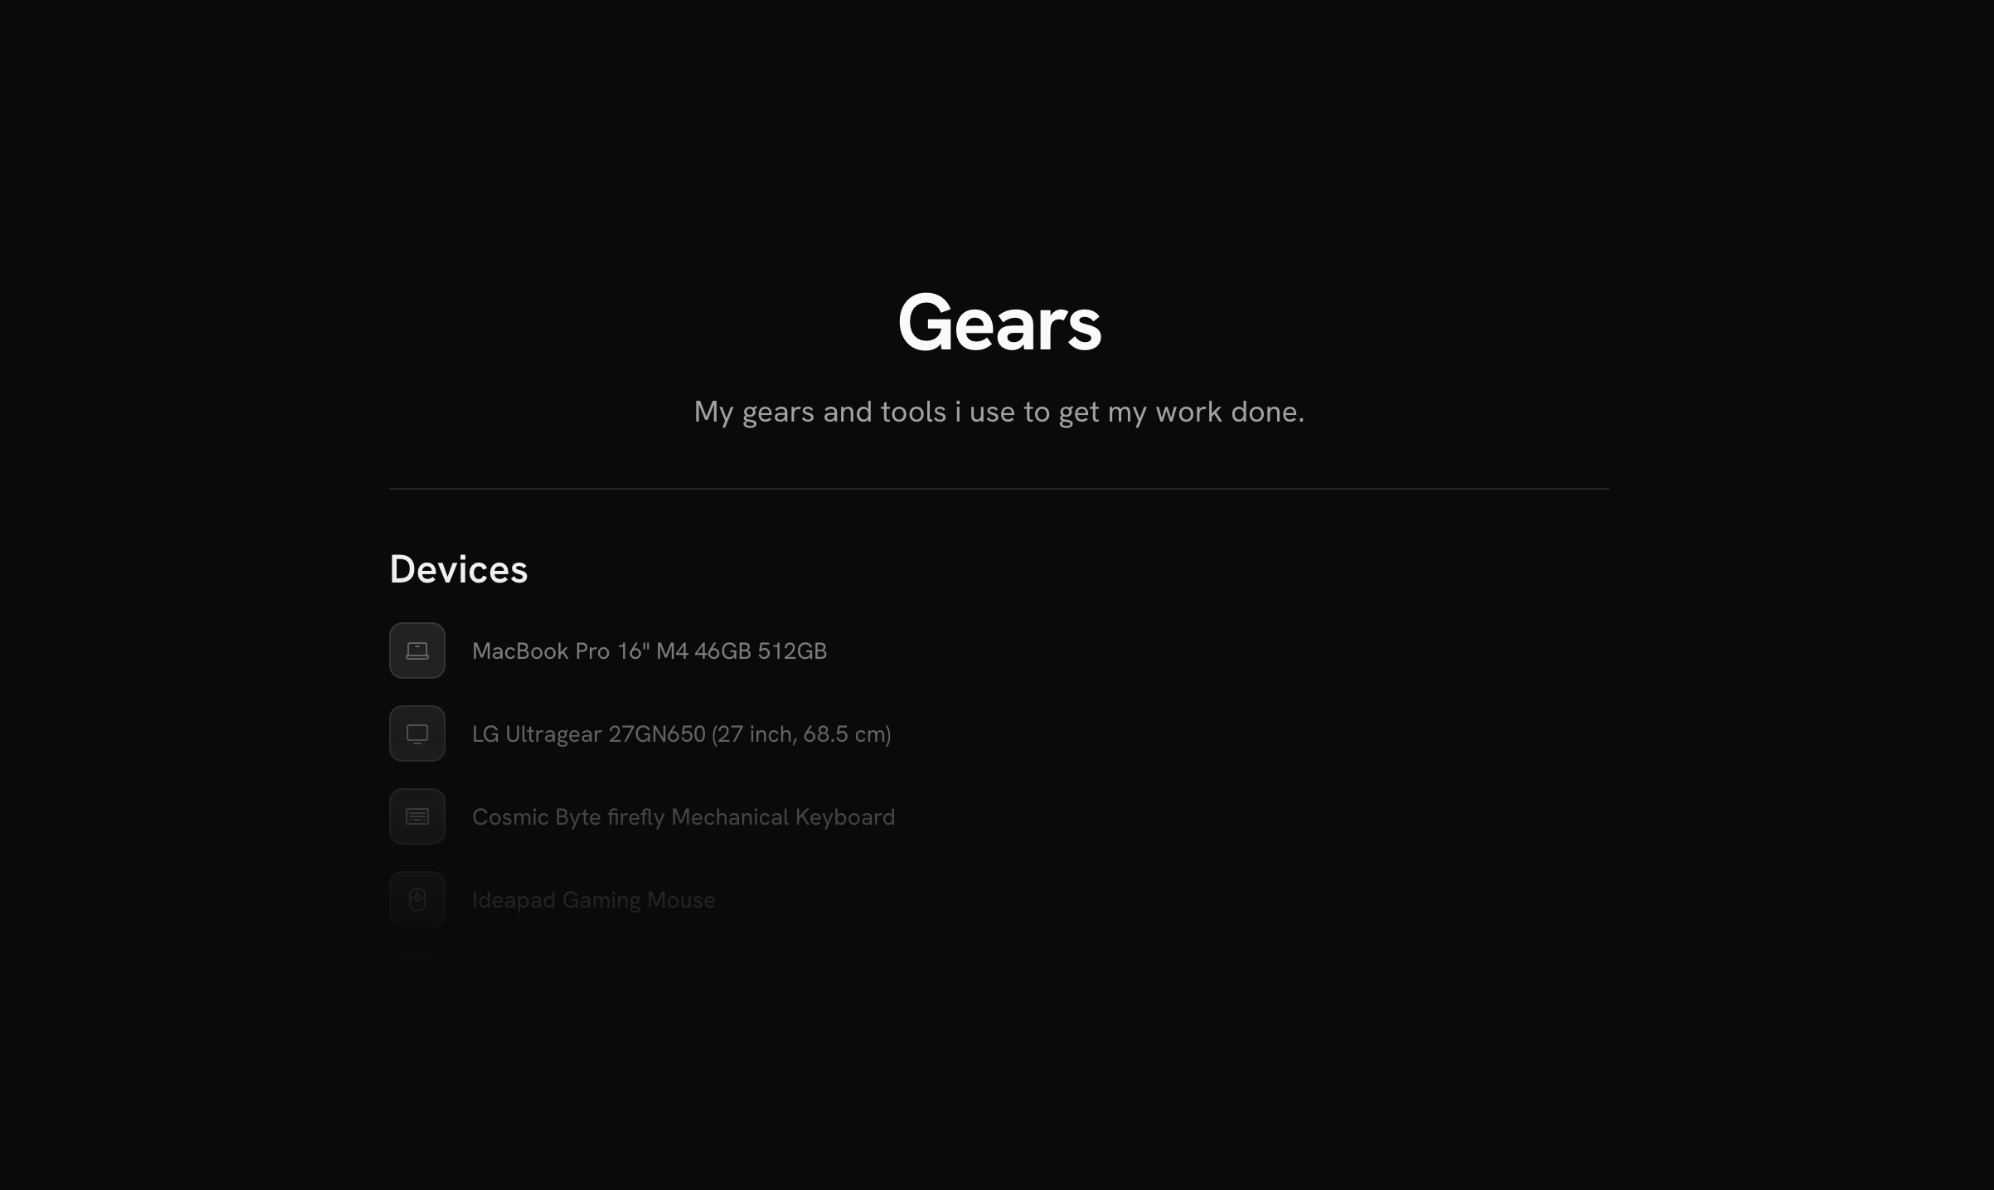 Gears
My gears and tools i use to get my work done.
Devices
MacBook Pro 16" M4 46GB 512GB
LG Ultragear 27GN650 (27 inch, 68.5 cm)
Cosmic Byte firefly Mechanical Keyboard
Ideapad Gaming Mouse